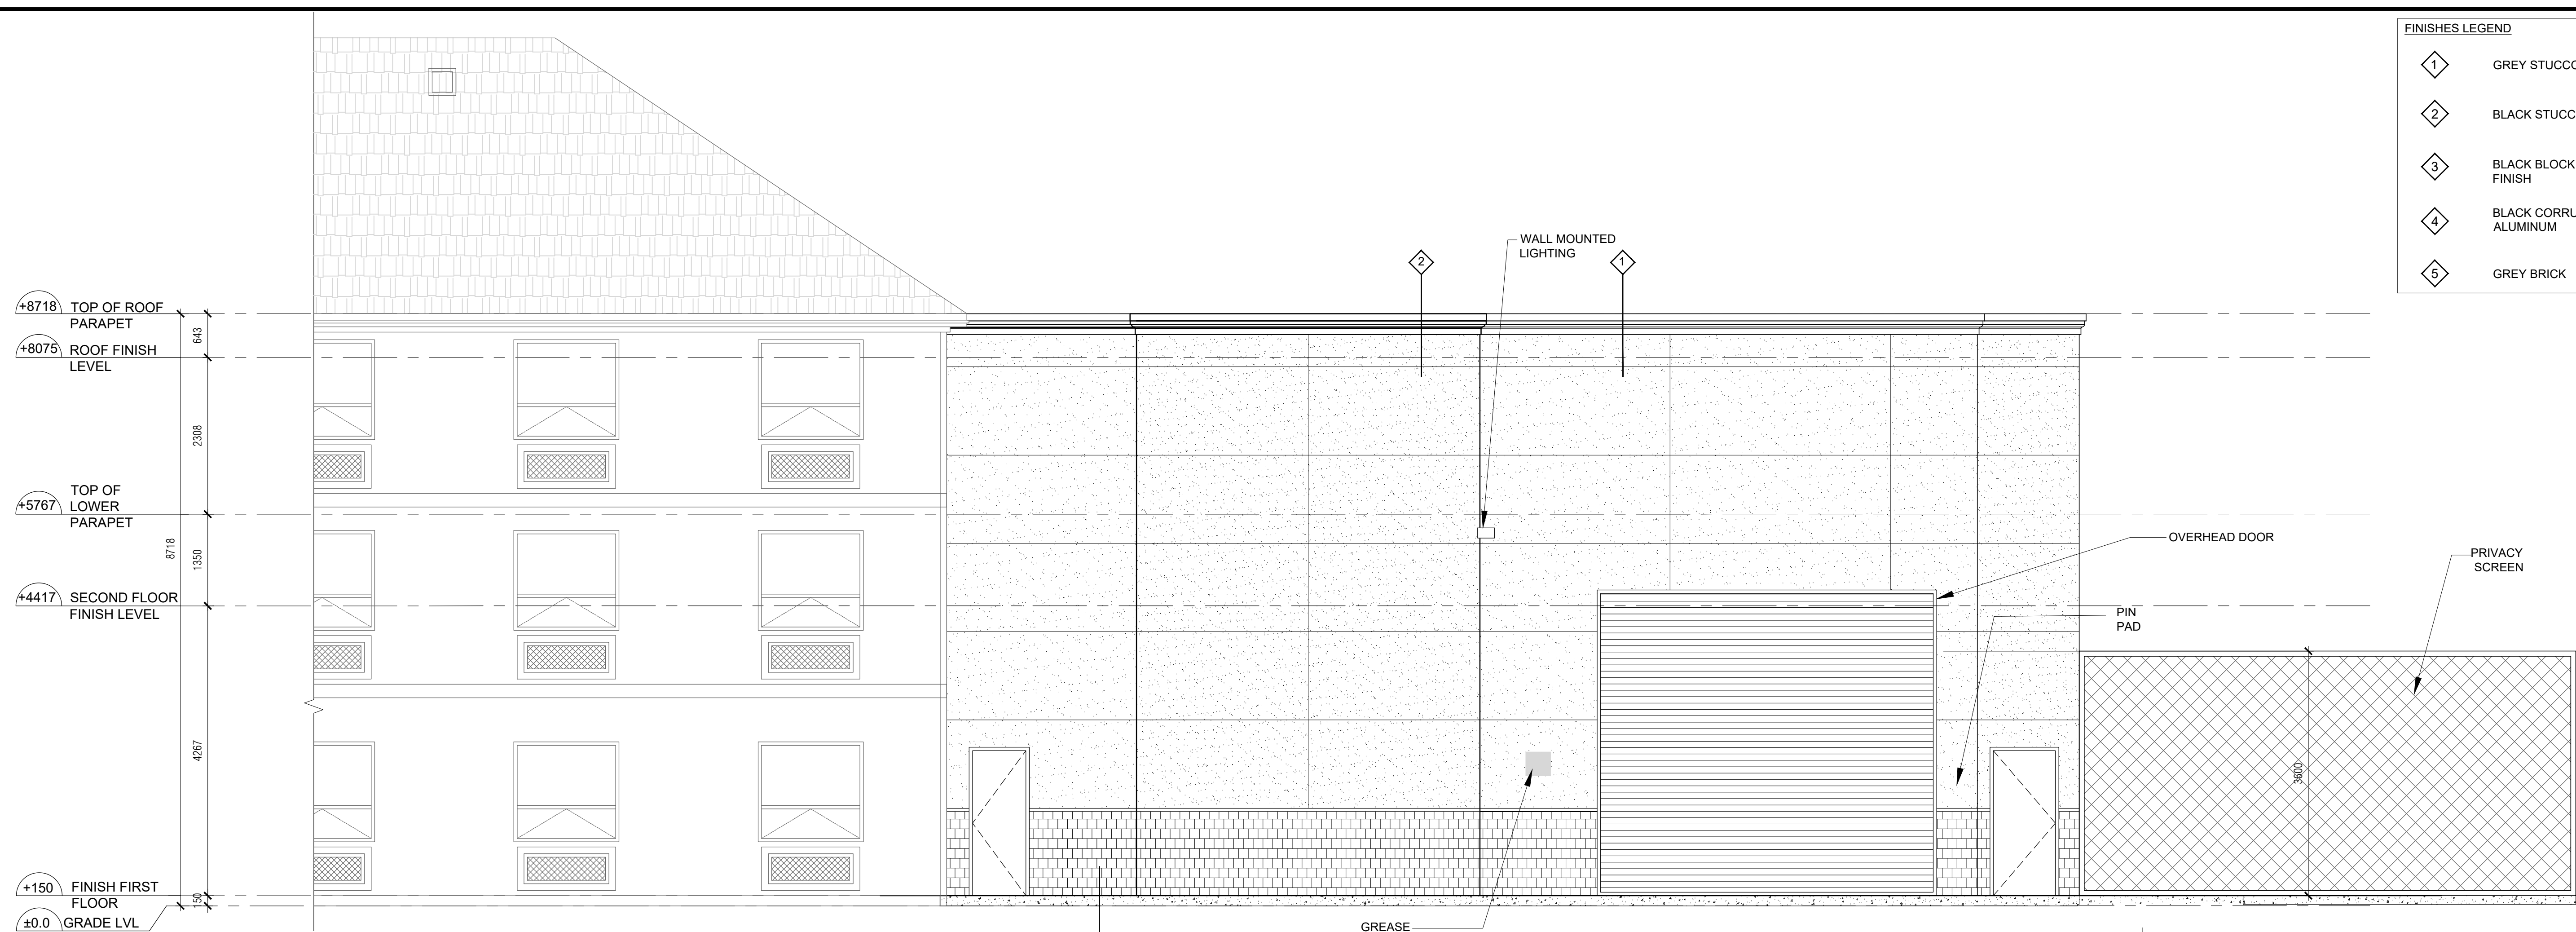 FINISHES LEGEND
1 GREY STUCCO
2 BLACK STUCC
3 BLACK BLOCK
FINISH
4 BLACK CORRU
ALUMINUM
5 GREY BRICK
WALL MOUNTED
LIGHTING
2
1
+8718 TOP OF ROOF
PARAPET
643
+8075 ROOF FINISH
LEVEL
2308
+5767 TOP OF
LOWER
PARAPET
8718
1350
+4417 SECOND FLOOR
FINISH LEVEL
4267
+150 FINISH FIRST
FLOOR
150
±0.0 GRADE LVL
OVERHEAD DOOR
PRIVACY
SCREEN
PIN
PAD
3600
GREASE